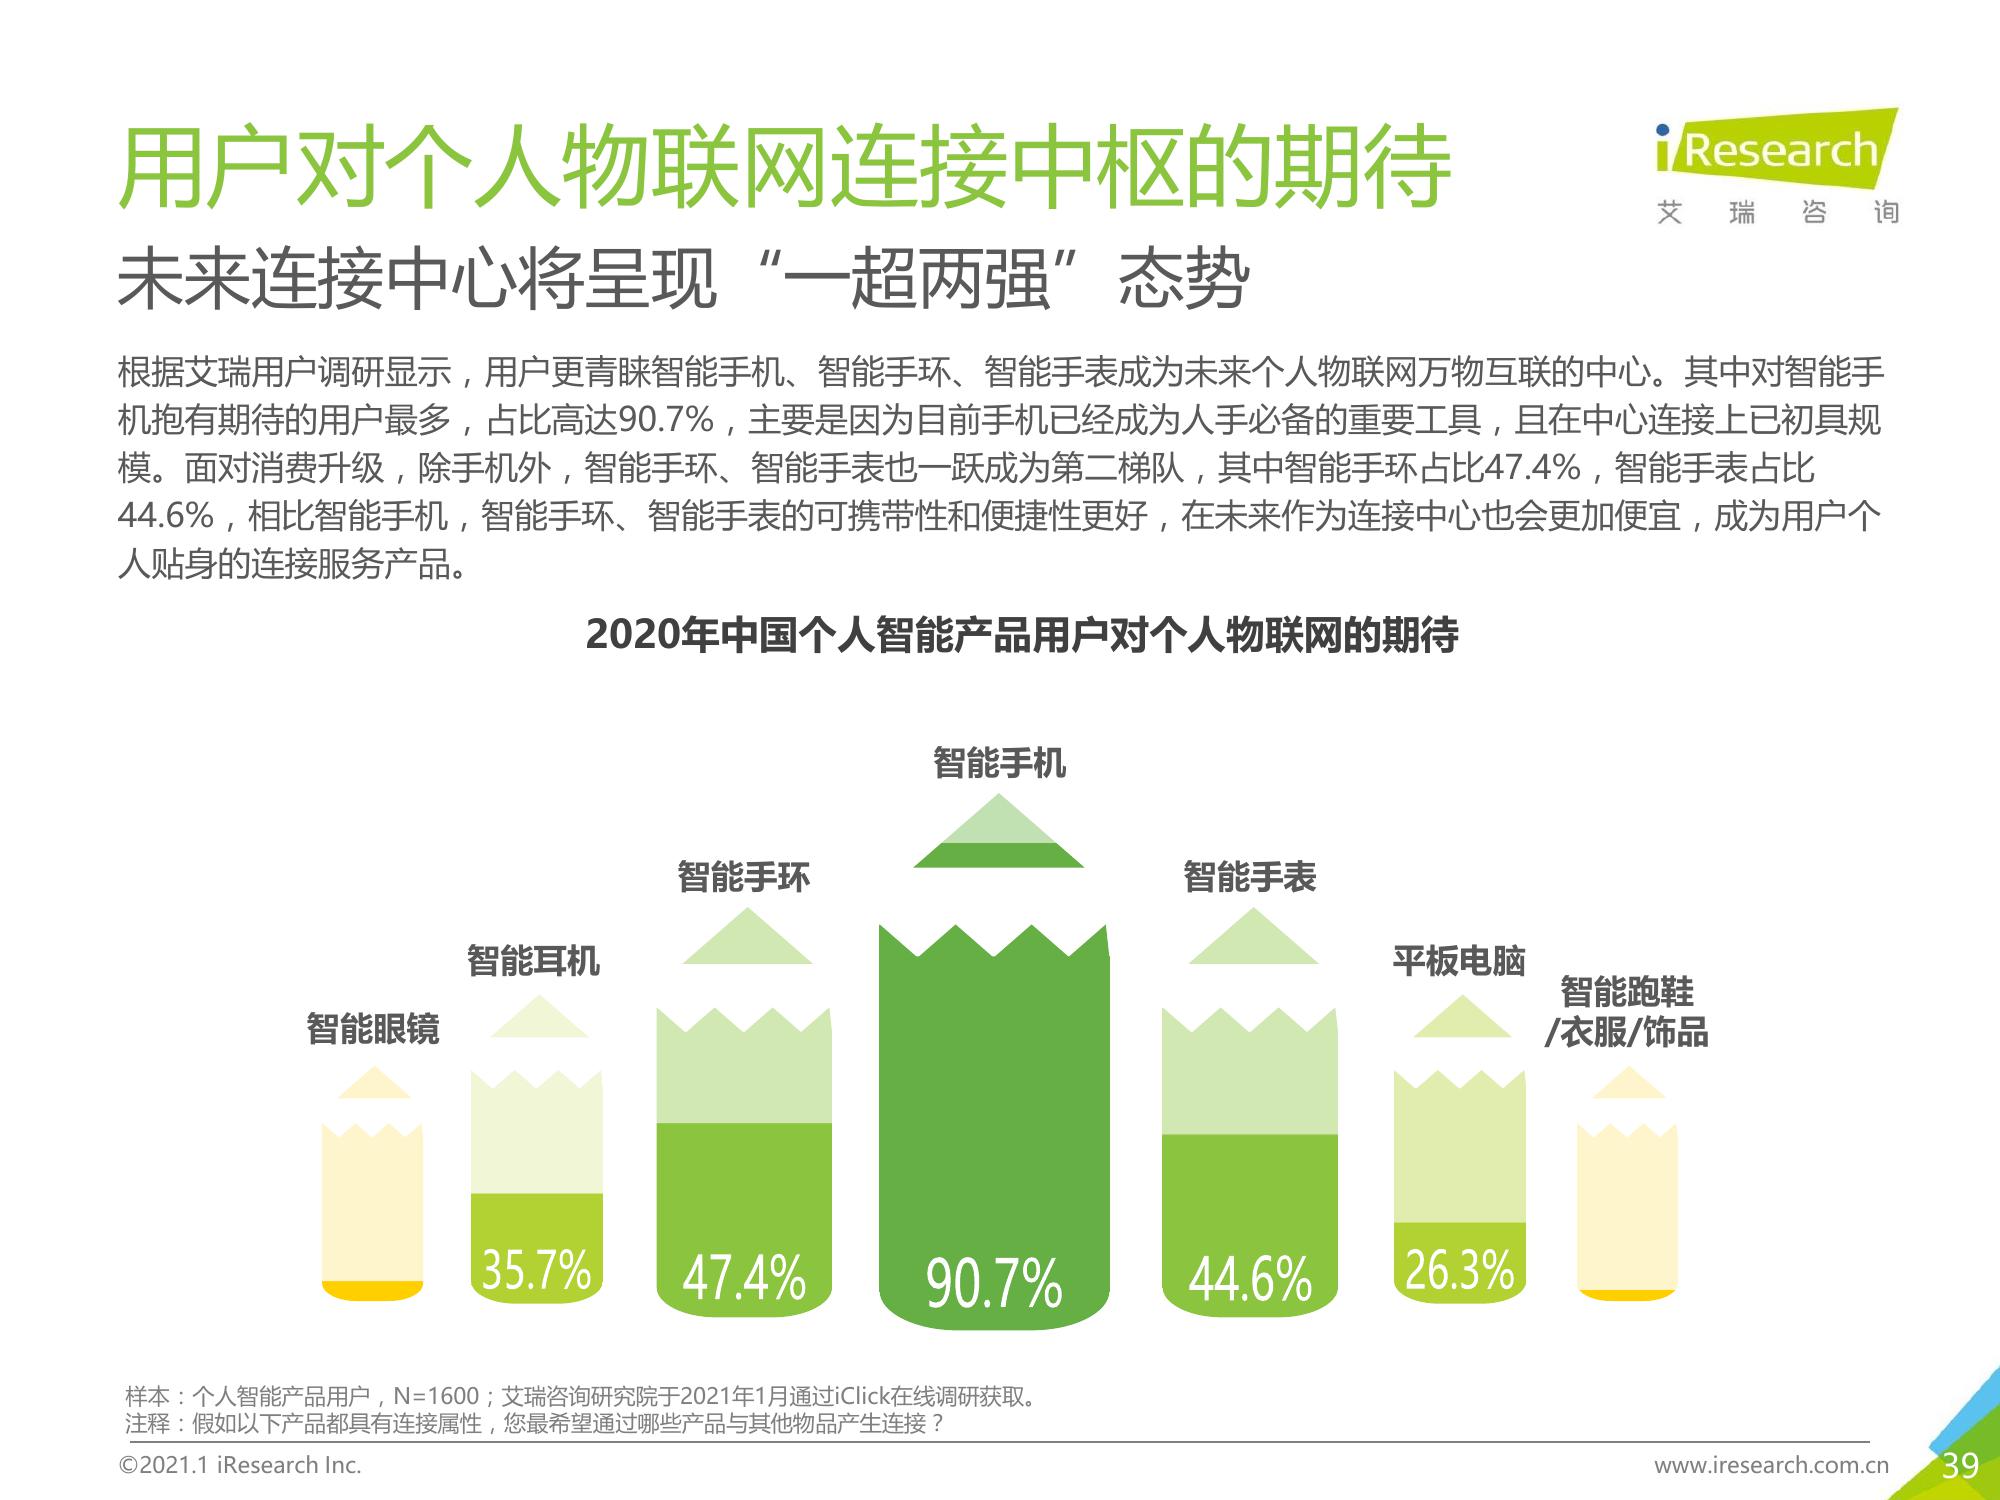 用户对个人物联网连接中枢的期待
iResearch
艾瑞咨询
未来连接中心将呈现“一超两强”态势
根据艾瑞用户调研显示，用户更青睐智能手机、智能手环、智能手表成为未来个人物联网万物互联的中心。其中对智能手
机抱有期待的用户最多，占比高达90.7%，主要是因为目前手机已经成为人手必备的重要工具，且在中心连接上已初具规
模。面对消费升级，除手机外，智能手环、智能手表也一跃成为第二梯队，其中智能手环占比47.4%，智能手表占比
44.6%，相比智能手机，智能手环、智能手表的可携带性和便捷性更好，在未来作为连接中心也会更加便宜，成为用户个
人贴身的连接服务产品。
2020年中国个人智能产品用户对个人物联网的期待
智能眼镜
智能耳机
35.7%
智能手环
47.4%
智能手机
90.7%
智能手表
44.6%
平板电脑
26.3%
智能跑鞋
/衣服/饰品
样本：个人智能产品用户，N=1600；艾瑞咨询研究院于2021年1月通过iClick在线调研获取。
注释：假如以下产品都具有连接属性，您最希望通过哪些产品与其他物品产生连接？
©2021.1 iResearch Inc.
www.iresearch.com.cn
39